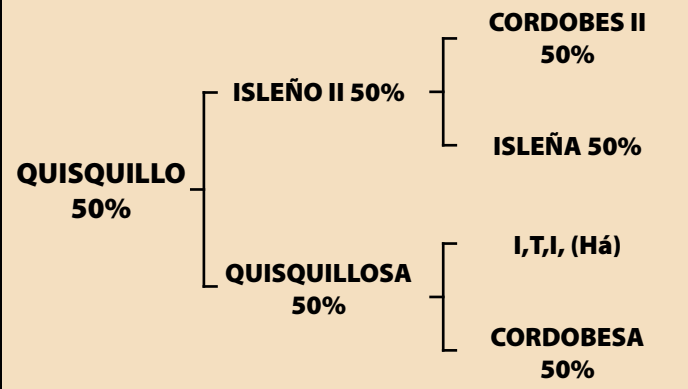 CORDOBES II
50%
ISLEÑO II 50%
ISLEÑA 50%
QUISQUILLO
50%
I,T,I, (Há)
QUISQUILLOSA
50%
CORDOBESA
50%